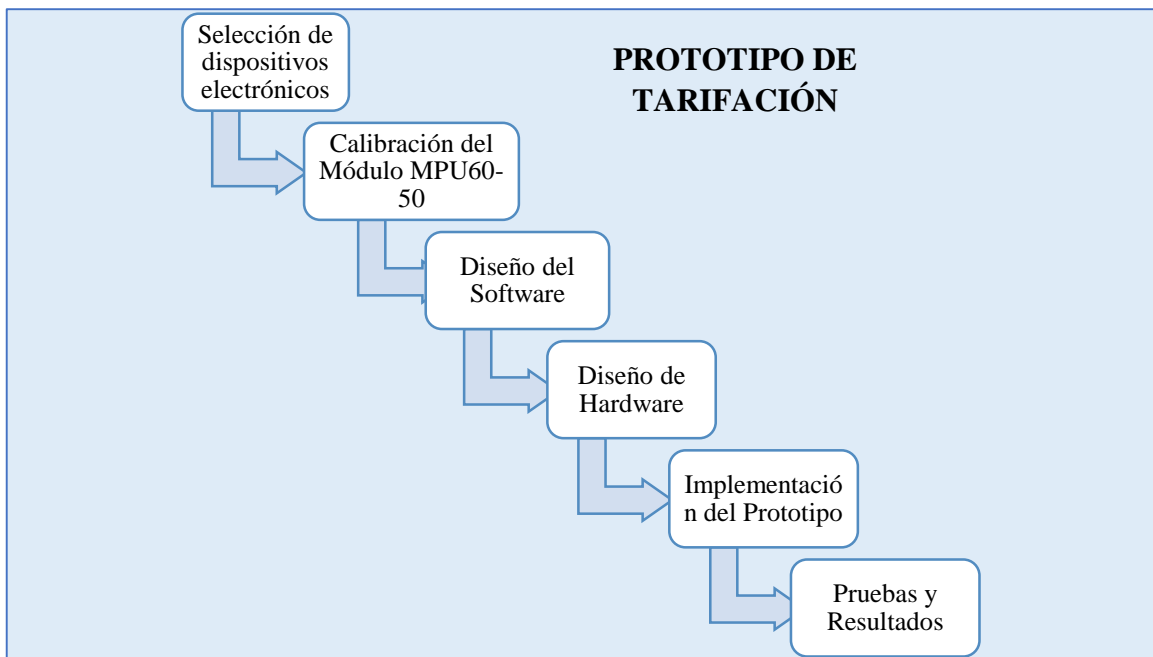 Selección de
dispositivos
electrónicos
PROTOTIPO DE
TARIFACIÓN
Calibración del
Módulo MPU60-
50
Diseño del
Software
Diseño de
Hardware
Implementació
n del Prototipo
Pruebas y
Resultados